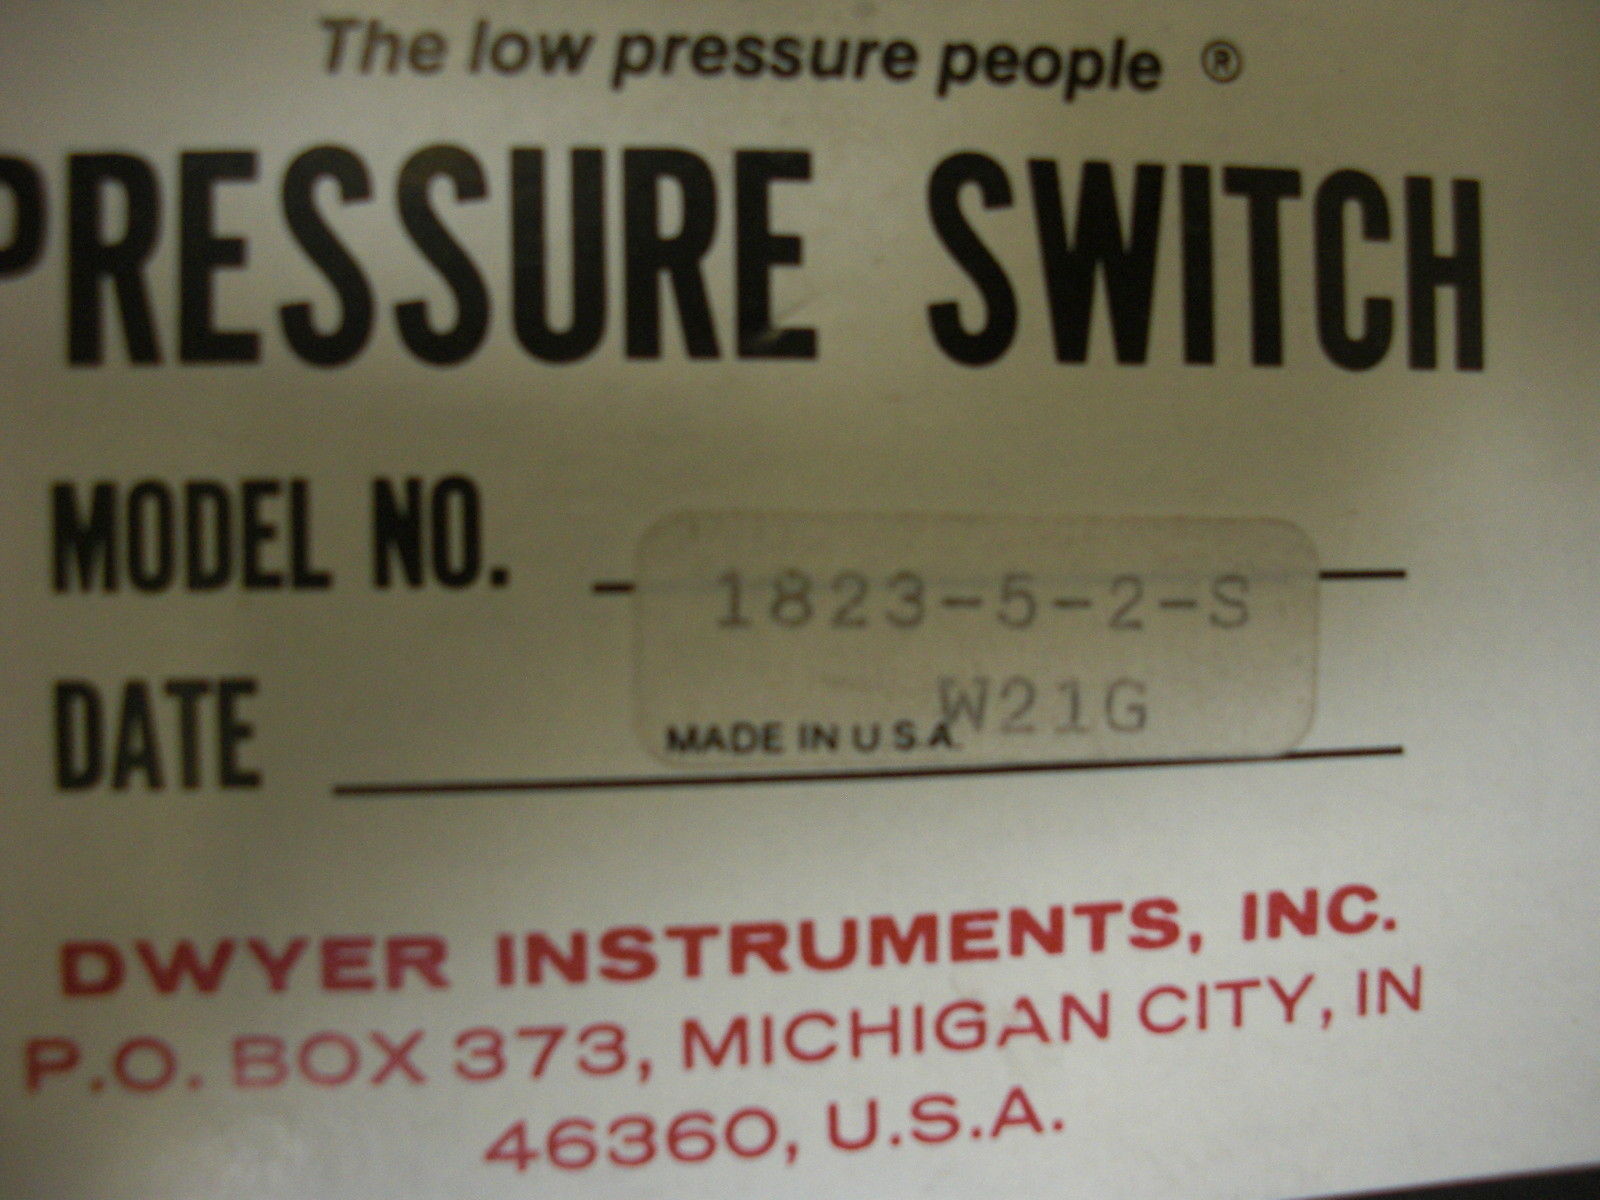 The low pressure people ®
PRESSURE SWITCH
MODEL NO. 1823-5-2-S
DATE W21G
MADE IN U.S.A.
DWYER INSTRUMENTS, INC.
P.O. BOX 373, MICHIGAN CITY, IN
46360, U.S.A.